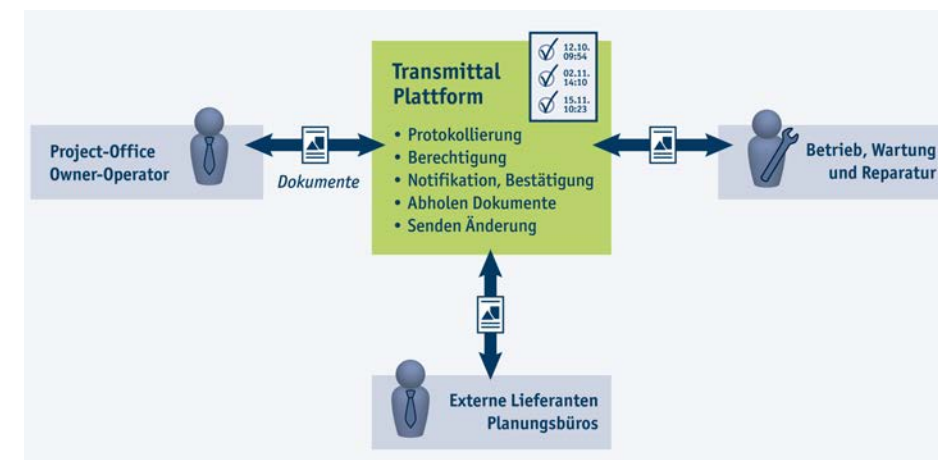 Transmittal
Plattform
12.10.
09:54
02.11.
14:10
15.11.
10:23
• Protokollierung
• Berechtigung
• Notifikation, Bestätigung
• Abholen Dokumente
• Senden Änderung
Project-Office
Owner-Operator
Dokumente
Betrieb, Wartung
und Reparatur
Externe Lieferanten
Planungsbüros